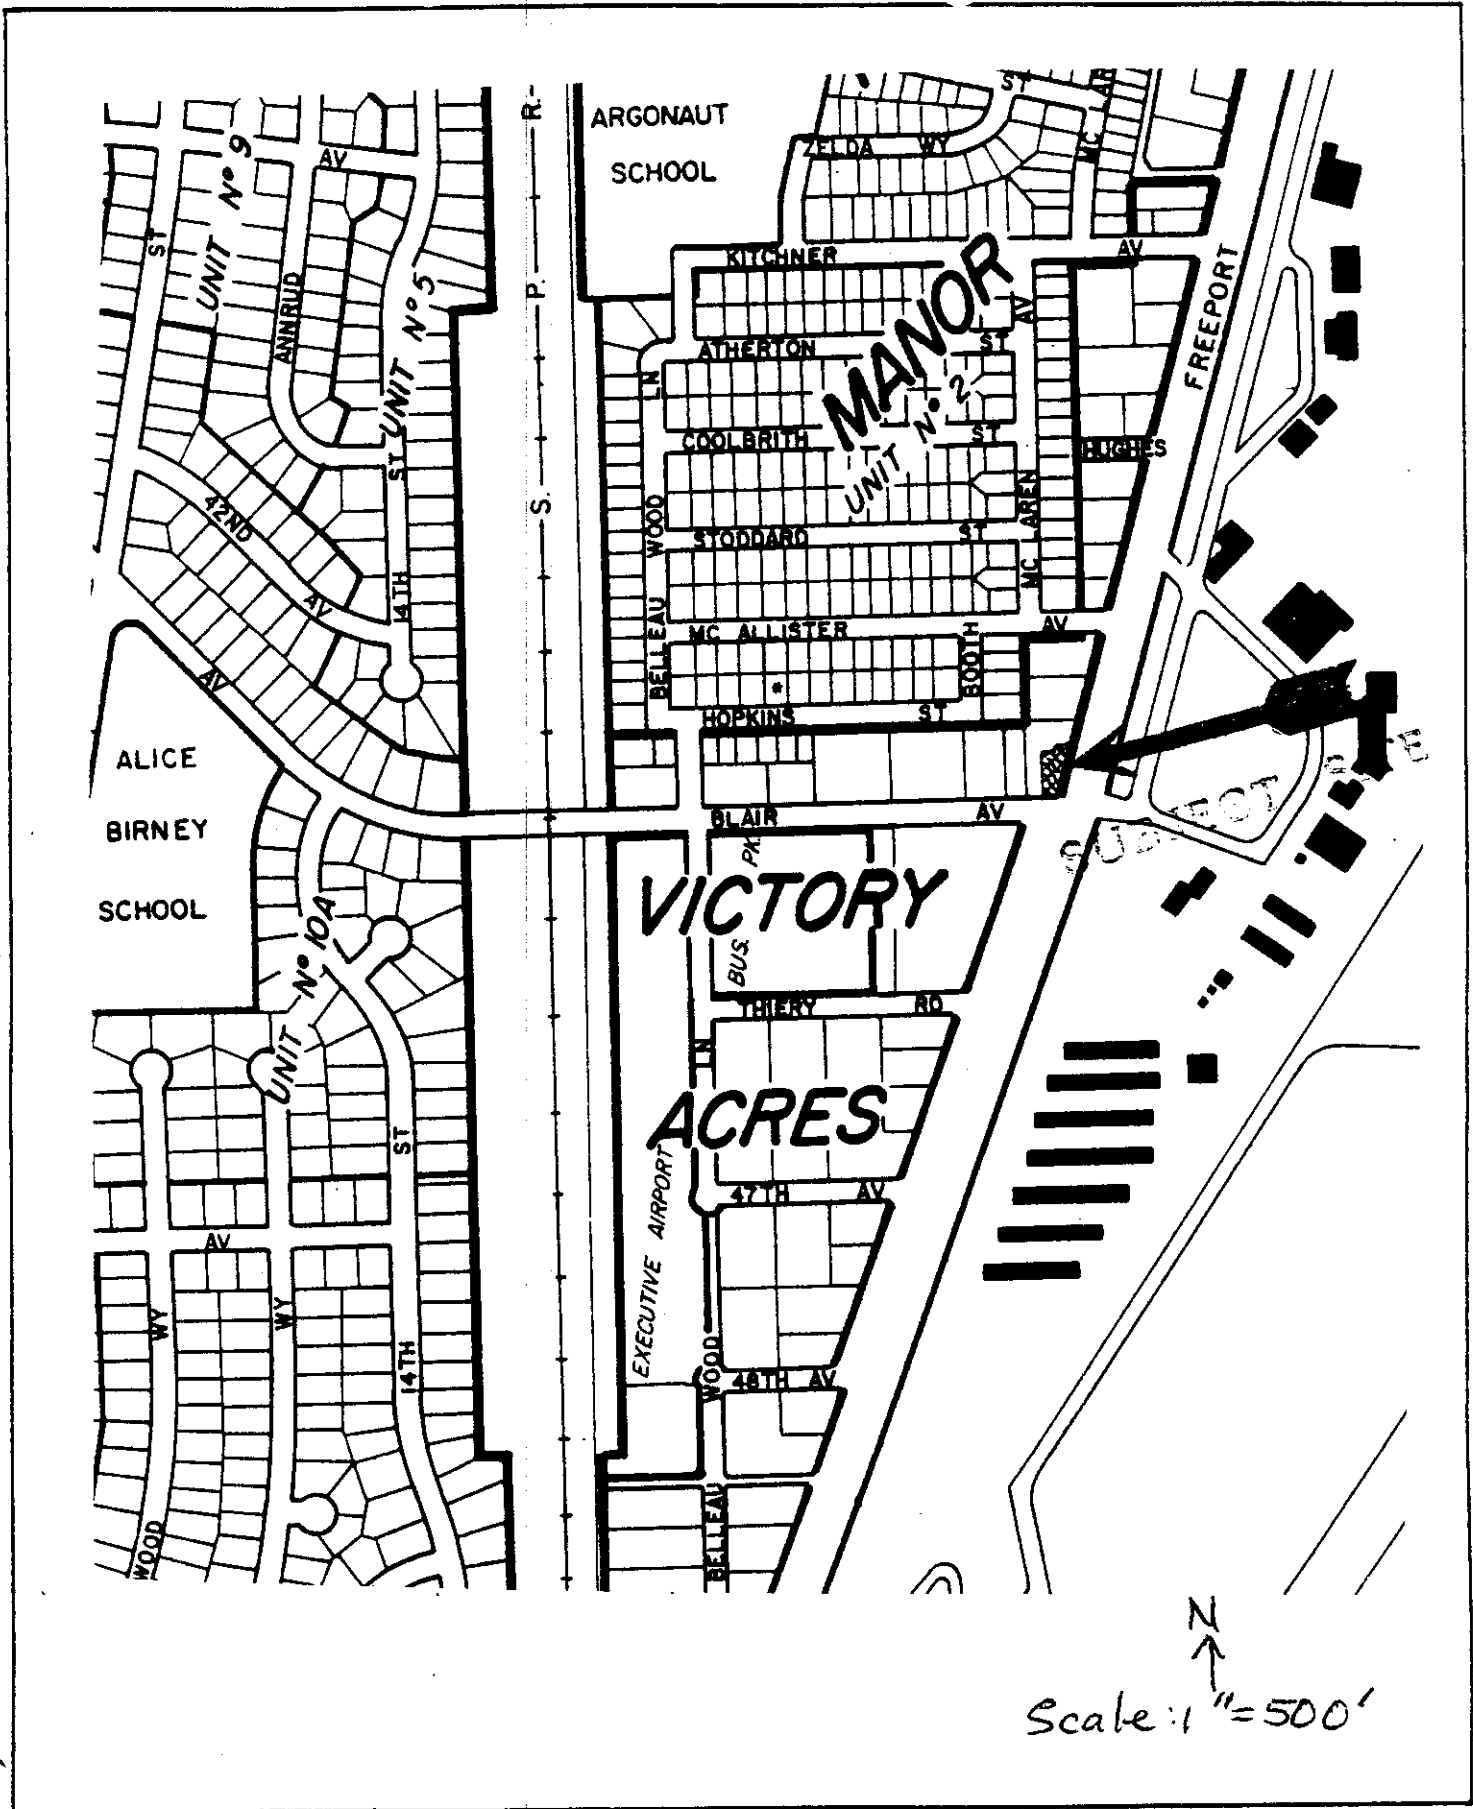 R.
P.
S.
ARGONAUT
SCHOOL
ST
MC LAR
ZELDA WY
UNIT Nº 9
AV
ST
UNIT Nº 5
ANNRUD
KITCHNER AV
FREEPORT
MANOR
UNIT Nº 2
ATHERTON ST
AV
LN
COOLBRITH ST
HUGHES
ST
42ND
AV
14TH
WOOD
STODDARD ST
MC LAREN
BELLEAU
MC ALLISTER AV
BOOTH
*
HOPKINS ST
AV
ALICE
BIRNEY
SCHOOL
SUBJECT SITE
BLAIR AV
BUS. PK
VICTORY
UNIT Nº 10A
THIERY RD
LN
ACRES
ST
47TH AV
EXECUTIVE AIRPORT
AV
WY
WY
14TH
WOOD
48TH AV
WOOD
BELLEAU
N
Scale: 1"=500'